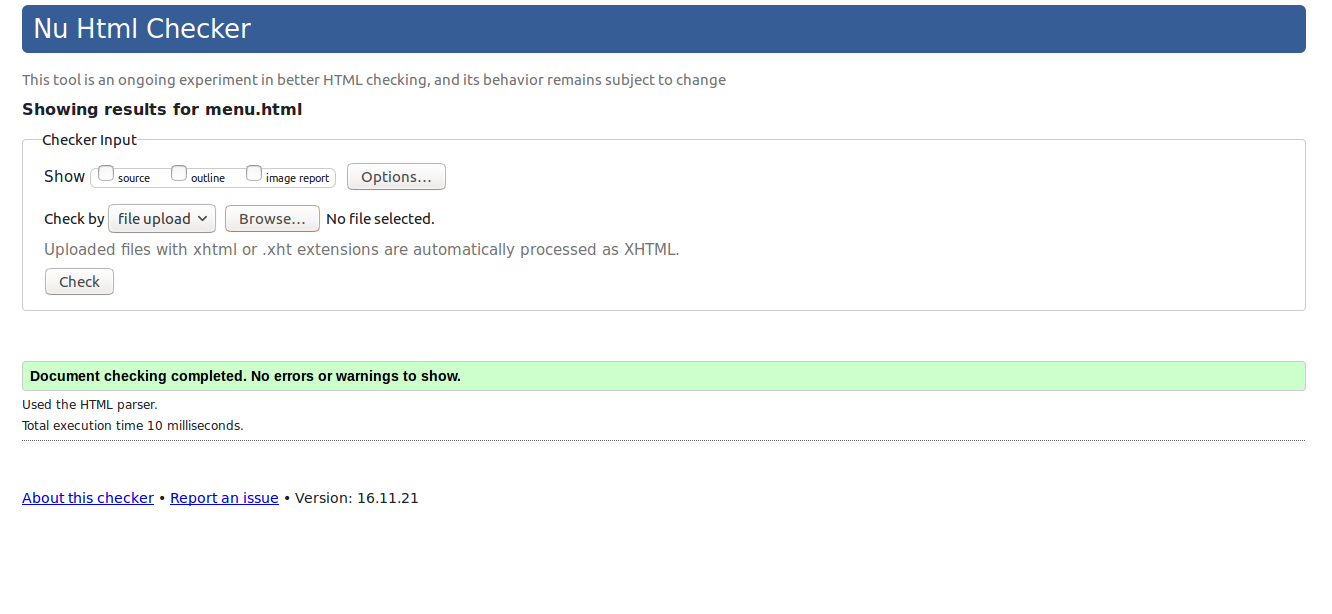 Nu Html Checker
This tool is an ongoing experiment in better HTML checking, and its behavior remains subject to change
Showing results for menu.html
Checker Input
Show source outline image report Options...
Check by file upload Browse... No file selected.
Uploaded files with xhtml or .xht extensions are automatically processed as XHTML.
Check
Document checking completed. No errors or warnings to show.
Used the HTML parser.
Total execution time 10 milliseconds.
About this checker • Report an issue • Version: 16.11.21